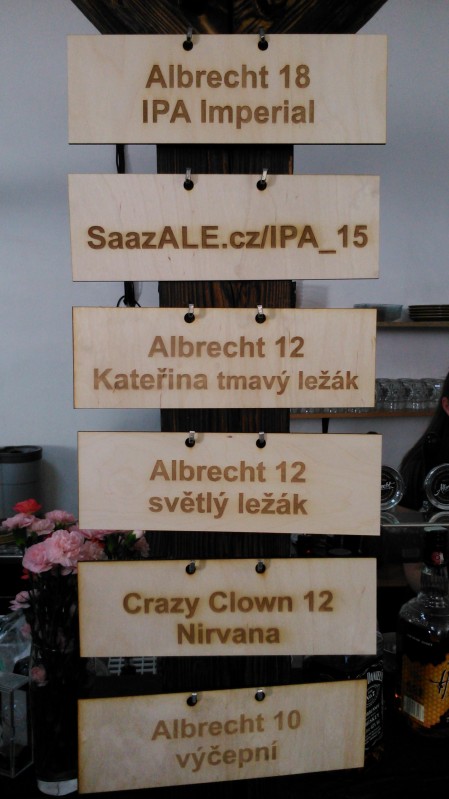 Albrecht 18
IPA Imperial
SaazALE.cz/IPA_15
Albrecht 12
Kateřina tmavý ležák
Albrecht 12
světlý ležák
Crazy Clown 12
Nirvana
Albrecht 10
výčepní